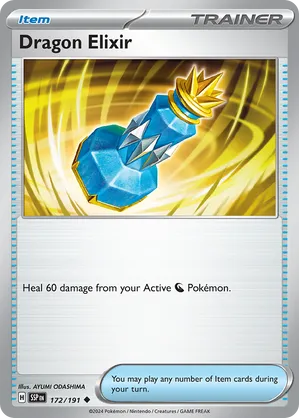 Item
TRAINER
Dragon Elixir
Heal 60 damage from your Active Pokémon.
Illus. AYUMI ODASHIMA
H SSP EN 172/191
You may play any number of Item cards during your turn.
©2024 Pokémon / Nintendo / Creatures / GAME FREAK